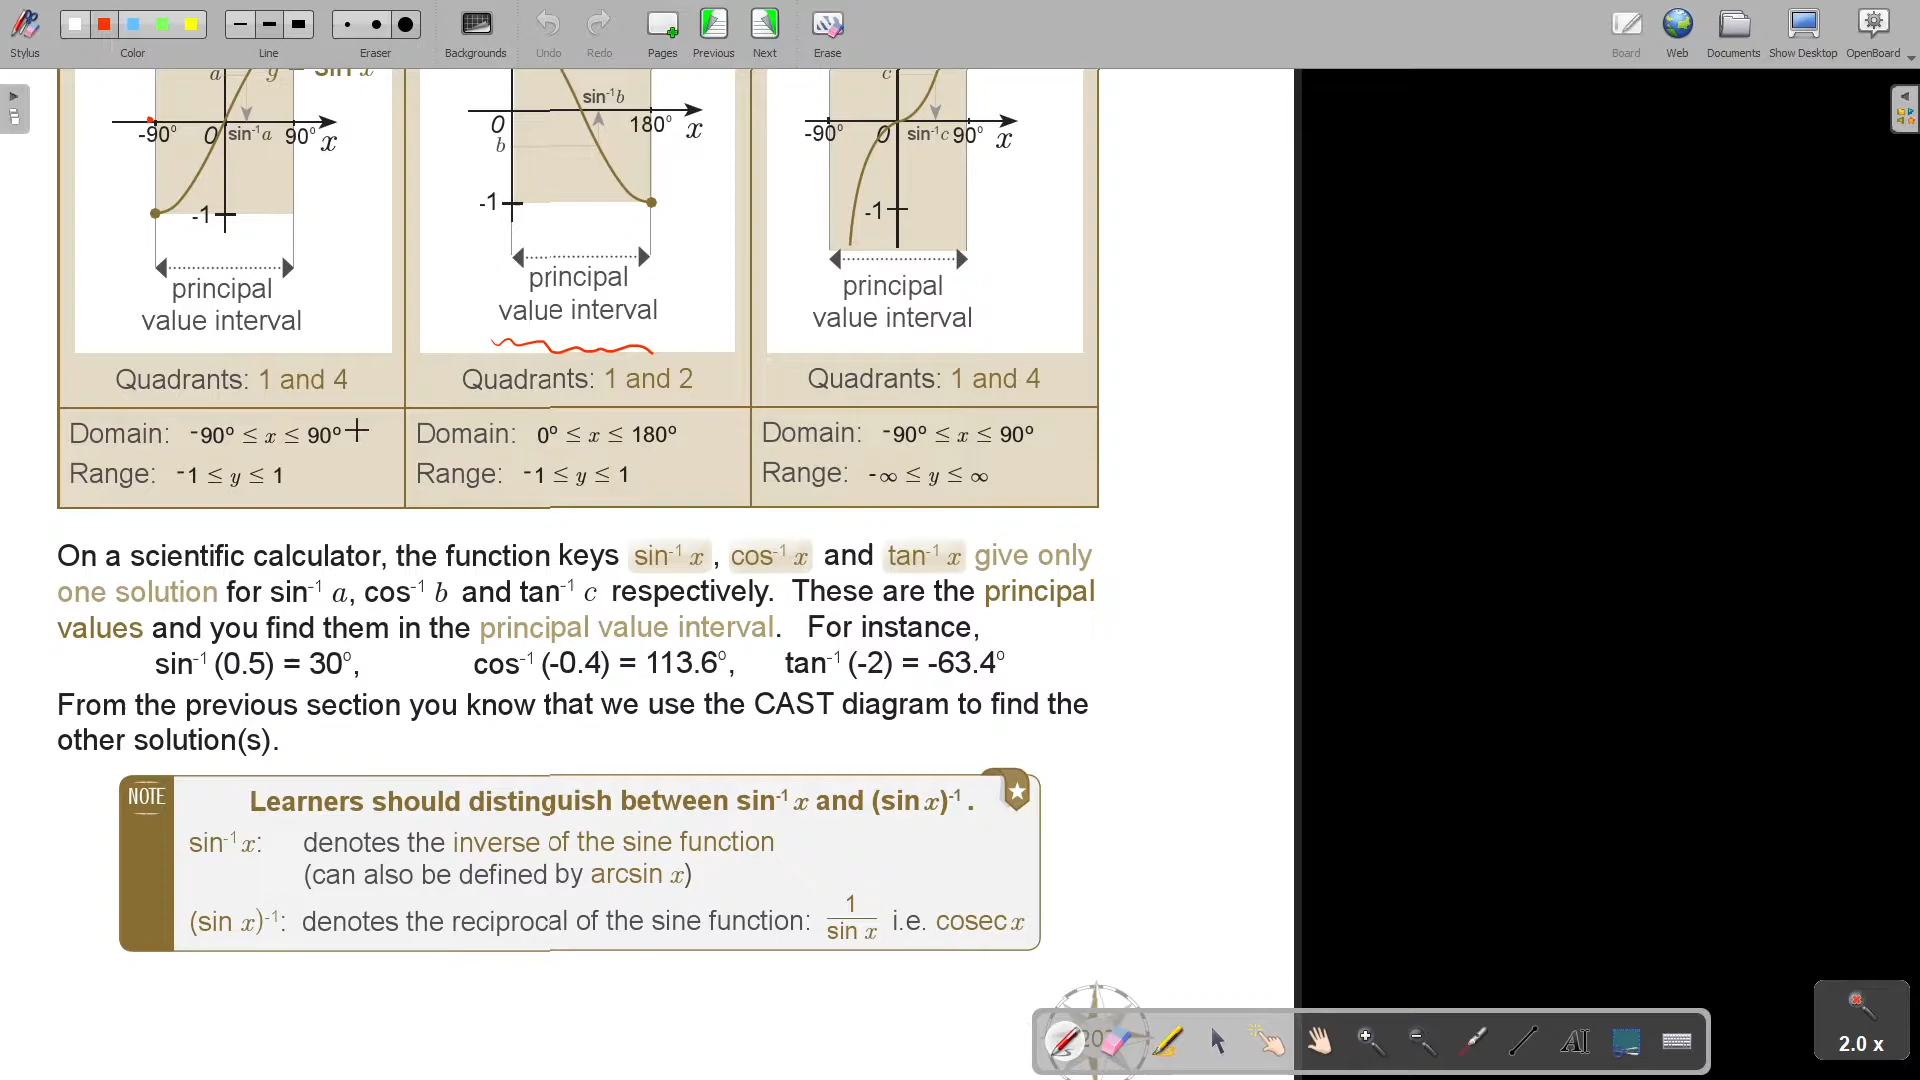 Stylus Color Line Eraser Backgrounds Undo Redo Pages Previous Next Erase Board Web Documents Show Desktop OpenBoard
a y = sin x
-90° 0 sin⁻¹a 90° x
-1
principal
value interval
Quadrants: 1 and 4
Domain: -90º ≤ x ≤ 90º
Range: -1 ≤ y ≤ 1
sin⁻¹b
0 180° x
b
-1
principal
value interval
Quadrants: 1 and 2
Domain: 0º ≤ x ≤ 180º
Range: -1 ≤ y ≤ 1
c
-90° 0 sin⁻¹c 90° x
-1
principal
value interval
Quadrants: 1 and 4
Domain: -90º ≤ x ≤ 90º
Range: -∞ ≤ y ≤ ∞
On a scientific calculator, the function keys sin⁻¹ x , cos⁻¹ x and tan⁻¹ x give only
one solution for sin⁻¹ a, cos⁻¹ b and tan⁻¹ c respectively. These are the principal
values and you find them in the principal value interval. For instance,
sin⁻¹ (0.5) = 30°, cos⁻¹ (-0.4) = 113.6°, tan⁻¹ (-2) = -63.4°
From the previous section you know that we use the CAST diagram to find the
other solution(s).
NOTE
Learners should distinguish between sin⁻¹ x and (sin x)⁻¹ .
sin⁻¹ x: denotes the inverse of the sine function
(can also be defined by arcsin x)
(sin x)⁻¹: denotes the reciprocal of the sine function: 1/sin x i.e. cosec x
AI
2.0 x